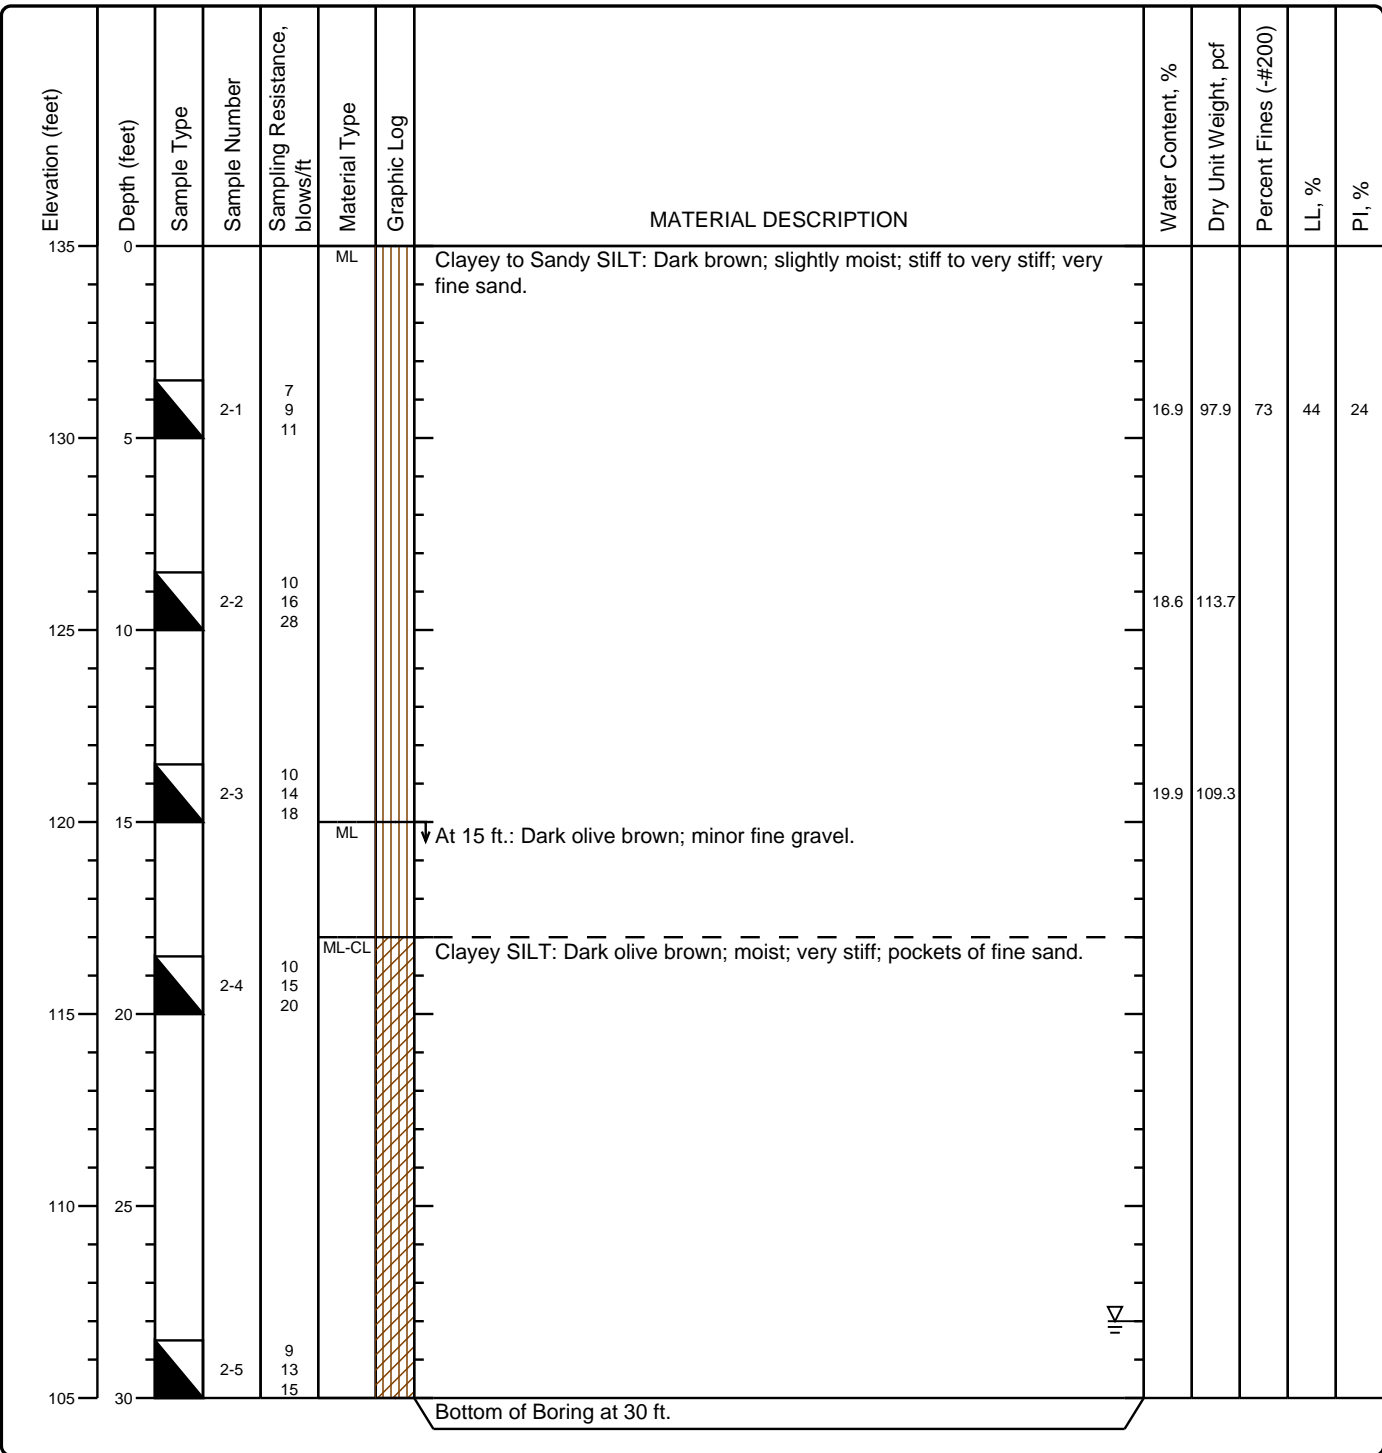 Elevation (feet)
Depth (feet)
Sample Type
Sample Number
Sampling Resistance,
blows/ft
Material Type
Graphic Log
MATERIAL DESCRIPTION
Water Content, %
Dry Unit Weight, pcf
Percent Fines (-#200)
LL, %
PI, %
135 0 ML Clayey to Sandy SILT: Dark brown; slightly moist; stiff to very stiff; very
fine sand.
7
2-1 9 16.9 97.9 73 44 24
11
130 5
10
2-2 16 18.6 113.7
28
125 10
10
2-3 14 19.9 109.3
18
120 15
ML At 15 ft.: Dark olive brown; minor fine gravel.
ML-CL Clayey SILT: Dark olive brown; moist; very stiff; pockets of fine sand.
10
2-4 15
20
115 20
110 25
9
2-5 13
15
105 30
Bottom of Boring at 30 ft.